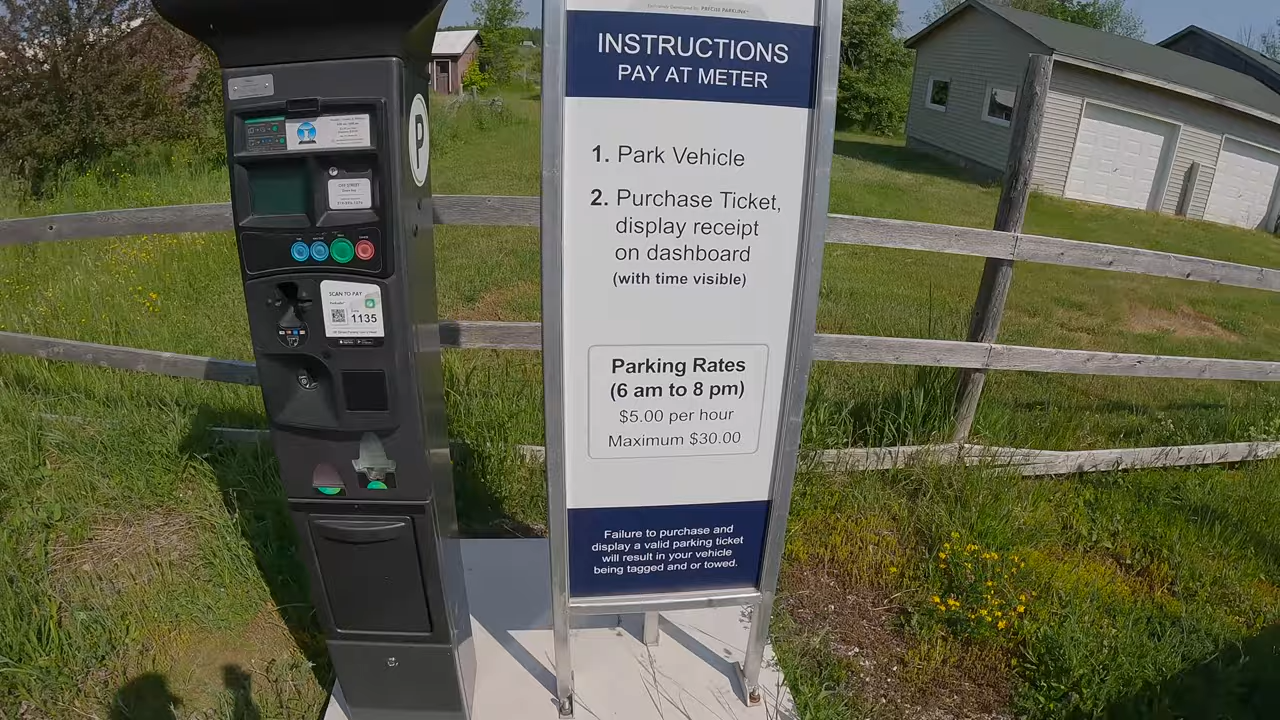 P
SCAN TO PAY
1135
INSTRUCTIONS
PAY AT METER
1. Park Vehicle
2. Purchase Ticket,
display receipt
on dashboard
(with time visible)
Parking Rates
(6 am to 8 pm)
$5.00 per hour
Maximum $30.00
Failure to purchase and
display a valid parking ticket
will result in your vehicle
being tagged and or towed.